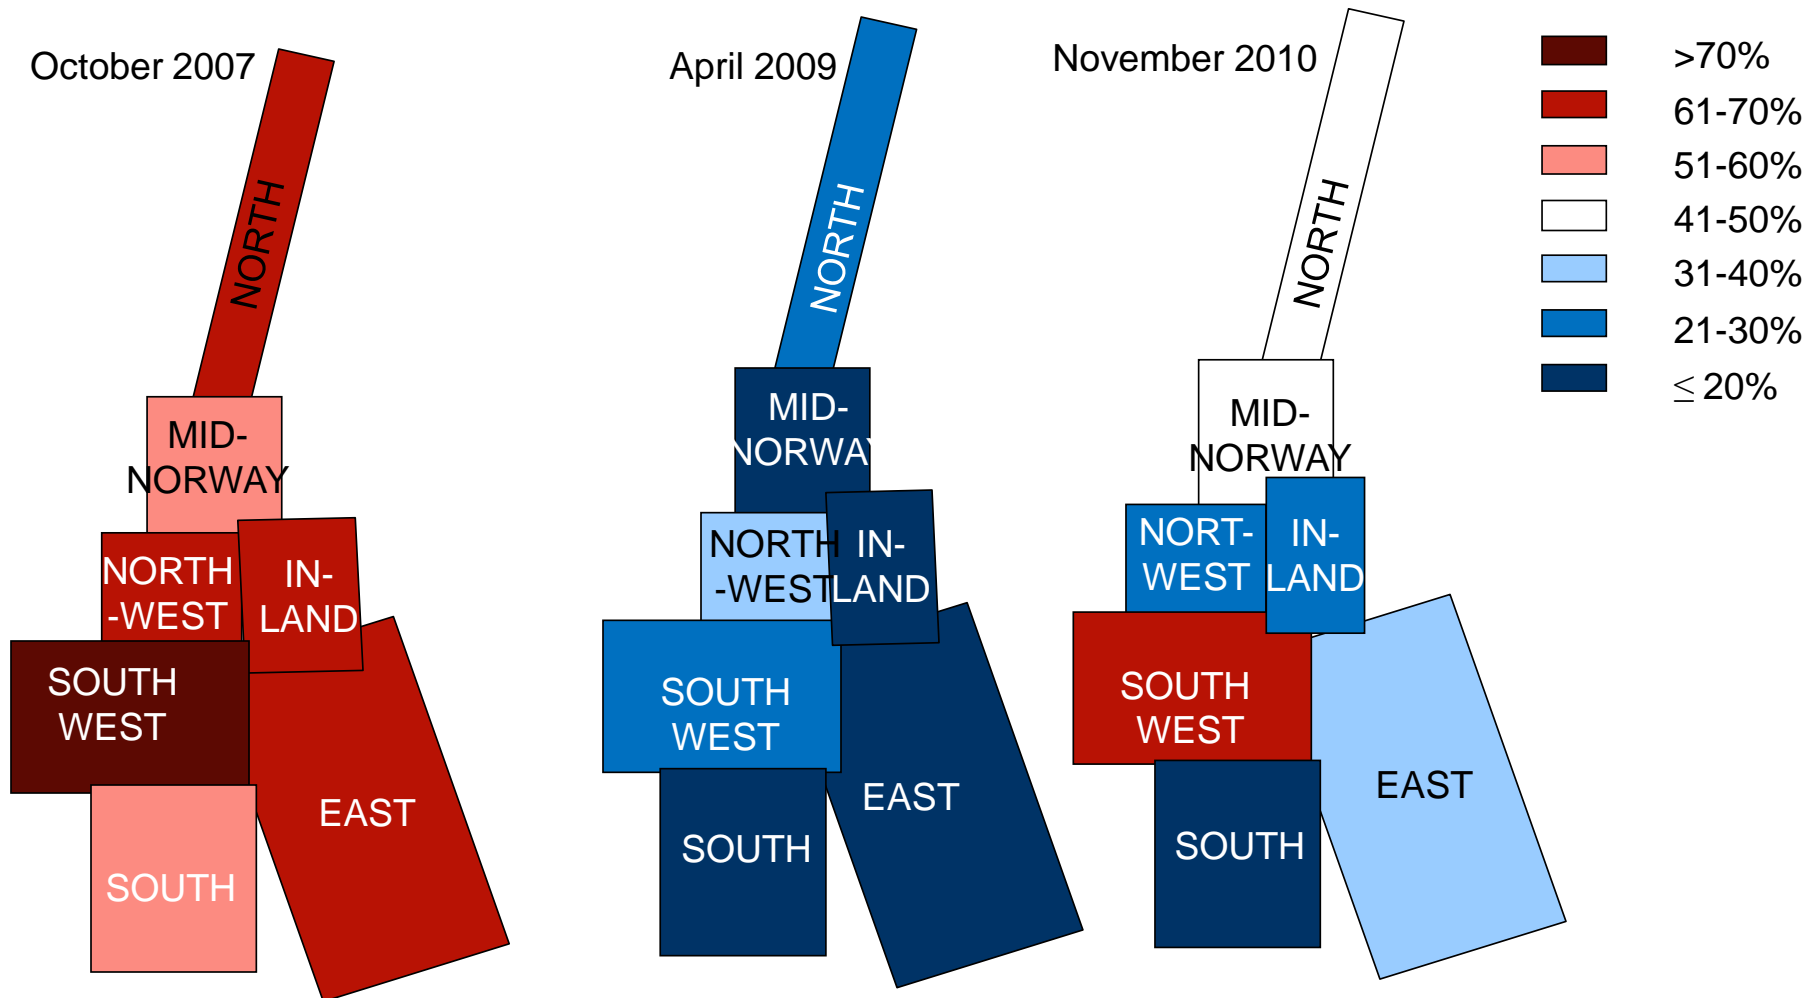 October 2007
NORTH
MID-
NORWAY
NORTH
-WEST
IN-
LAND
SOUTH
WEST
EAST
SOUTH
April 2009
NORTH
MID-
NORWAY
NORTH
-WEST
IN-
LAND
SOUTH
WEST
EAST
SOUTH
November 2010
NORTH
MID-
NORWAY
NORT-
WEST
IN-
LAND
SOUTH
WEST
EAST
SOUTH
>70%
61-70%
51-60%
41-50%
31-40%
21-30%
≤ 20%